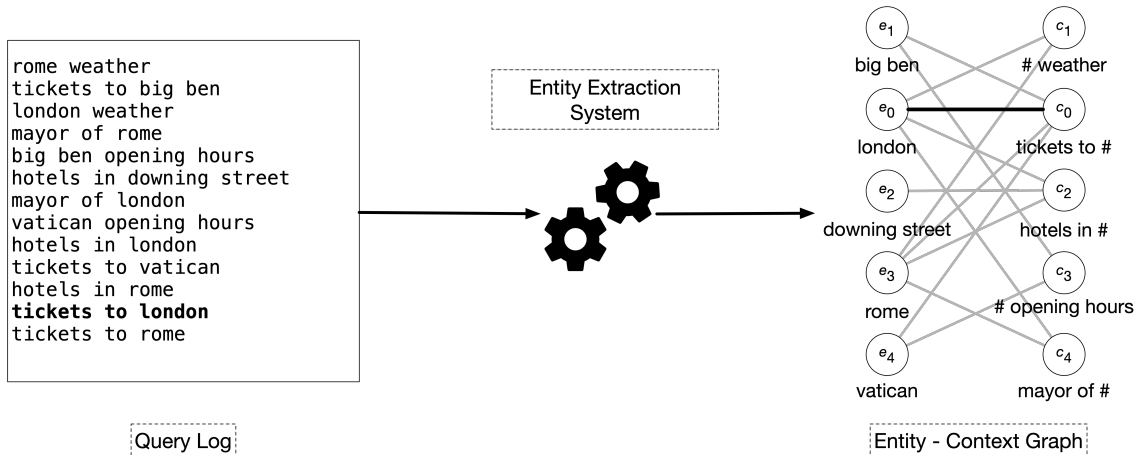 rome weather
tickets to big ben
london weather
mayor of rome
big ben opening hours
hotels in downing street
mayor of london
vatican opening hours
hotels in london
tickets to vatican
hotels in rome
tickets to london
tickets to rome
Query Log
Entity Extraction
System
e1
big ben
e0
london
e2
downing street
e3
rome
e4
vatican
c1
# weather
c0
tickets to #
c2
hotels in #
c3
# opening hours
c4
mayor of #
Entity - Context Graph